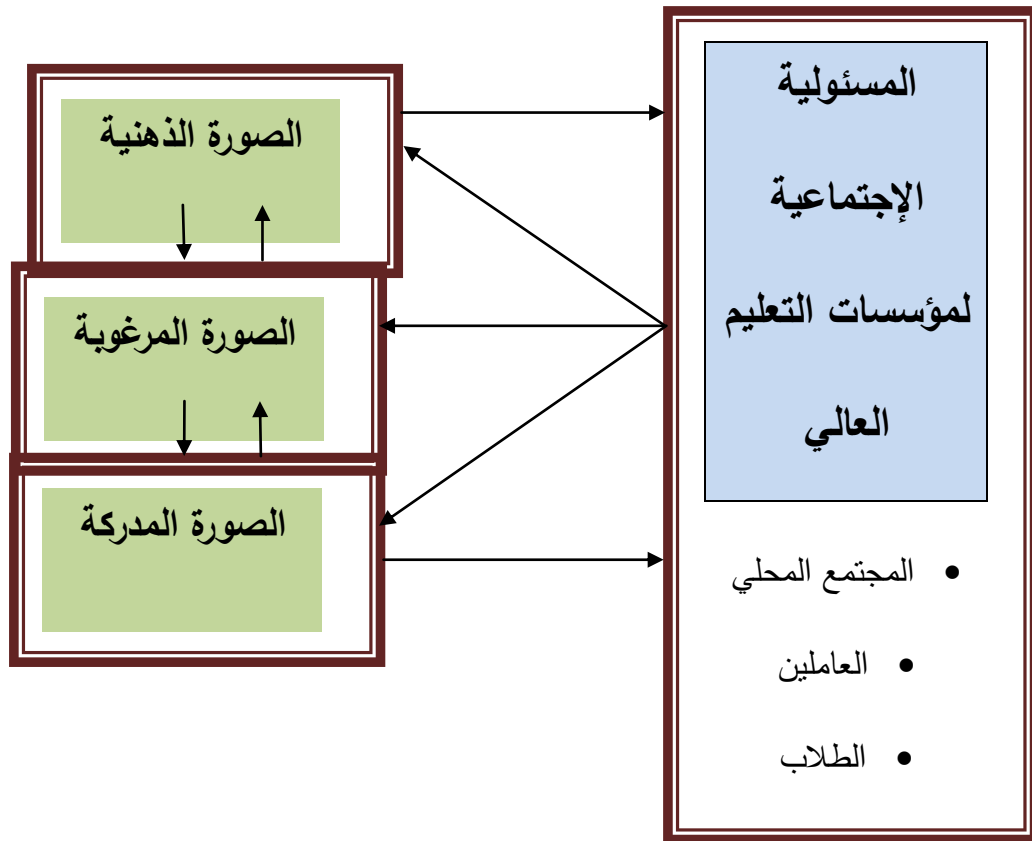 المسئولية
الإجتماعية
لمؤسسات التعليم
العالي
• المجتمع المحلي
• العاملين
• الطلاب
الصورة الذهنية
الصورة المرغوبة
الصورة المدركة